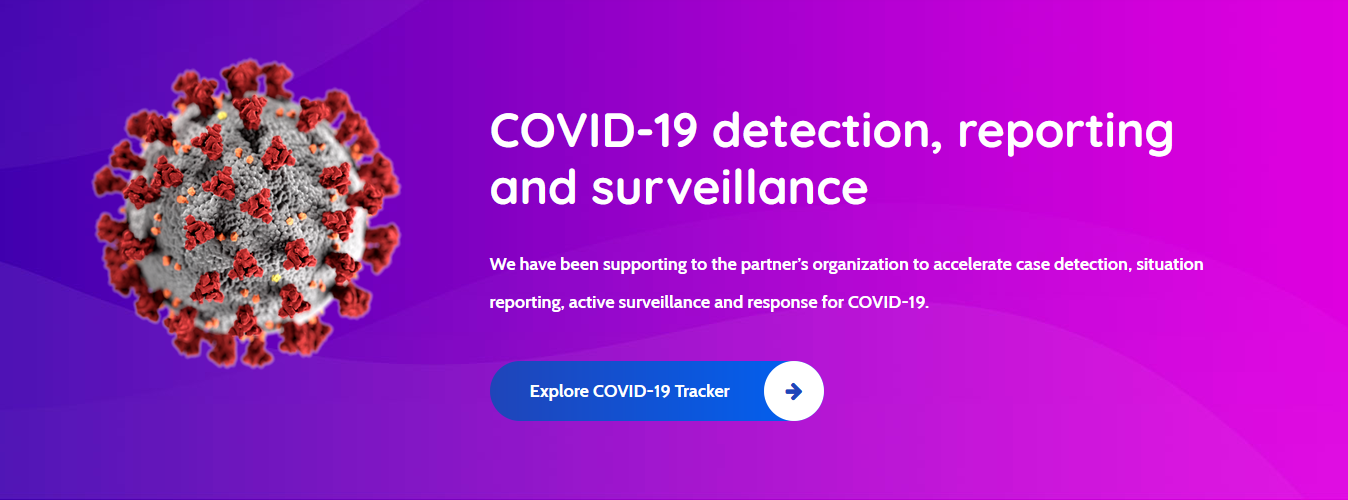 COVID-19 detection, reporting
and surveillance
We have been supporting to the partner's organization to accelerate case detection, situation
reporting, active surveillance and response for COVID-19.
Explore COVID-19 Tracker